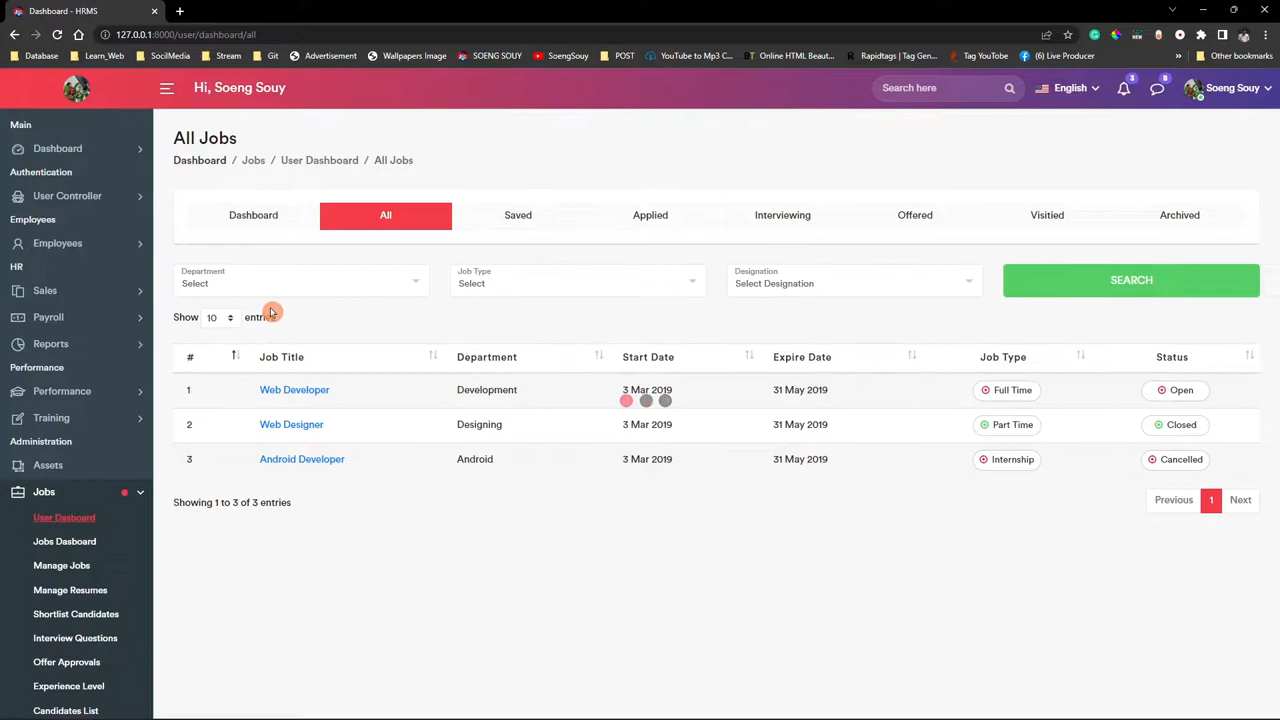 Dashboard - HRMS
127.0.0.1:8000/user/dashboard/all
Database Learn_Web SocilMedia Stream Git Advertisement Wallpapers Image SOENG SOUY SoengSouy POST YouTube to Mp3 C... Online HTML Beaut... Rapidtags | Tag Gen... Tag YouTube (6) Live Producer Other bookmarks
Hi, Soeng Souy
Search here
English
3
8
Soeng Souy
Main
Dashboard
Authentication
User Controller
Employees
Employees
HR
Sales
Payroll
Reports
Performance
Performance
Training
Administration
Assets
Jobs
User Dasboard
Jobs Dasboard
Manage Jobs
Manage Resumes
Shortlist Candidates
Interview Questions
Offer Approvals
Experience Level
Candidates List
All Jobs
Dashboard / Jobs / User Dashboard / All Jobs
Dashboard All Saved Applied Interviewing Offered Visitied Archived
Department
Select
Job Type
Select
Designation
Select Designation
SEARCH
Show 10 entries
# Job Title Department Start Date Expire Date Job Type Status
1 Web Developer Development 3 Mar 2019 31 May 2019 Full Time Open
2 Web Designer Designing 3 Mar 2019 31 May 2019 Part Time Closed
3 Android Developer Android 3 Mar 2019 31 May 2019 Internship Cancelled
Showing 1 to 3 of 3 entries
Previous 1 Next